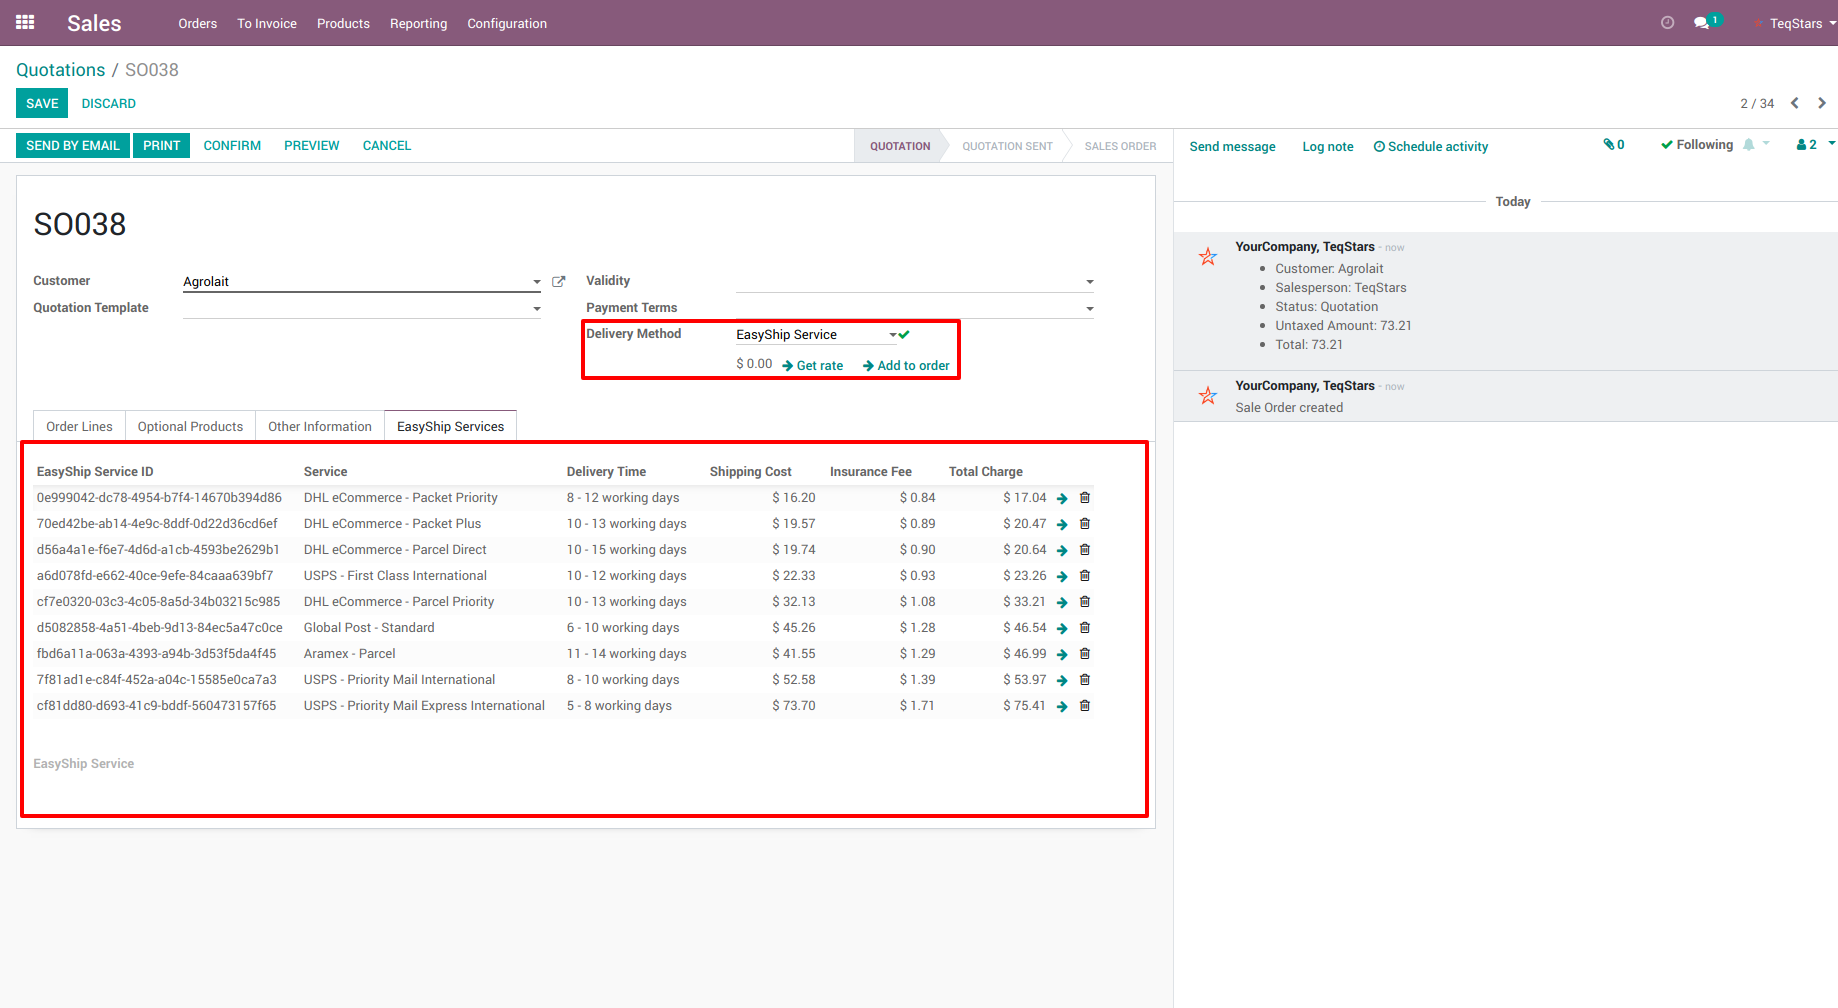 Sales Orders To Invoice Products Reporting Configuration 1 TeqStars
Quotations / SO038
SAVE DISCARD 2 / 34
SEND BY EMAIL PRINT CONFIRM PREVIEW CANCEL QUOTATION QUOTATION SENT SALES ORDER
Send message Log note Schedule activity 0 Following 2
SO038
Customer Agrolait
Quotation Template
Validity
Payment Terms
Delivery Method EasyShip Service
$ 0.00 Get rate Add to order
Order Lines Optional Products Other Information EasyShip Services
EasyShip Service ID Service Delivery Time Shipping Cost Insurance Fee Total Charge
0e999042-dc78-4954-b7f4-14670b394d86 DHL eCommerce - Packet Priority 8 - 12 working days $ 16.20 $ 0.84 $ 17.04
70ed42be-ab14-4e9c-8ddf-0d22d36cd6ef DHL eCommerce - Packet Plus 10 - 13 working days $ 19.57 $ 0.89 $ 20.47
d56a4a1e-f6e7-4d6d-a1cb-4593be2629b1 DHL eCommerce - Parcel Direct 10 - 15 working days $ 19.74 $ 0.90 $ 20.64
a6d078fd-e662-40ce-9efe-84caaa639bf7 USPS - First Class International 10 - 12 working days $ 22.33 $ 0.93 $ 23.26
cf7e0320-03c3-4c05-8a5d-34b03215c985 DHL eCommerce - Parcel Priority 10 - 13 working days $ 32.13 $ 1.08 $ 33.21
d5082858-4a51-4beb-9d13-84ec5a47c0ce Global Post - Standard 6 - 10 working days $ 45.26 $ 1.28 $ 46.54
fbd6a11a-063a-4393-a94b-3d53f5da4f45 Aramex - Parcel 11 - 14 working days $ 41.55 $ 1.29 $ 46.99
7f81ad1e-c84f-452a-a04c-15585e0ca7a3 USPS - Priority Mail International 8 - 10 working days $ 52.58 $ 1.39 $ 53.97
cf81dd80-d693-41c9-bddf-560473157f65 USPS - Priority Mail Express International 5 - 8 working days $ 73.70 $ 1.71 $ 75.41
EasyShip Service
Today
YourCompany, TeqStars - now
Customer: Agrolait
Salesperson: TeqStars
Status: Quotation
Untaxed Amount: 73.21
Total: 73.21
YourCompany, TeqStars - now
Sale Order created